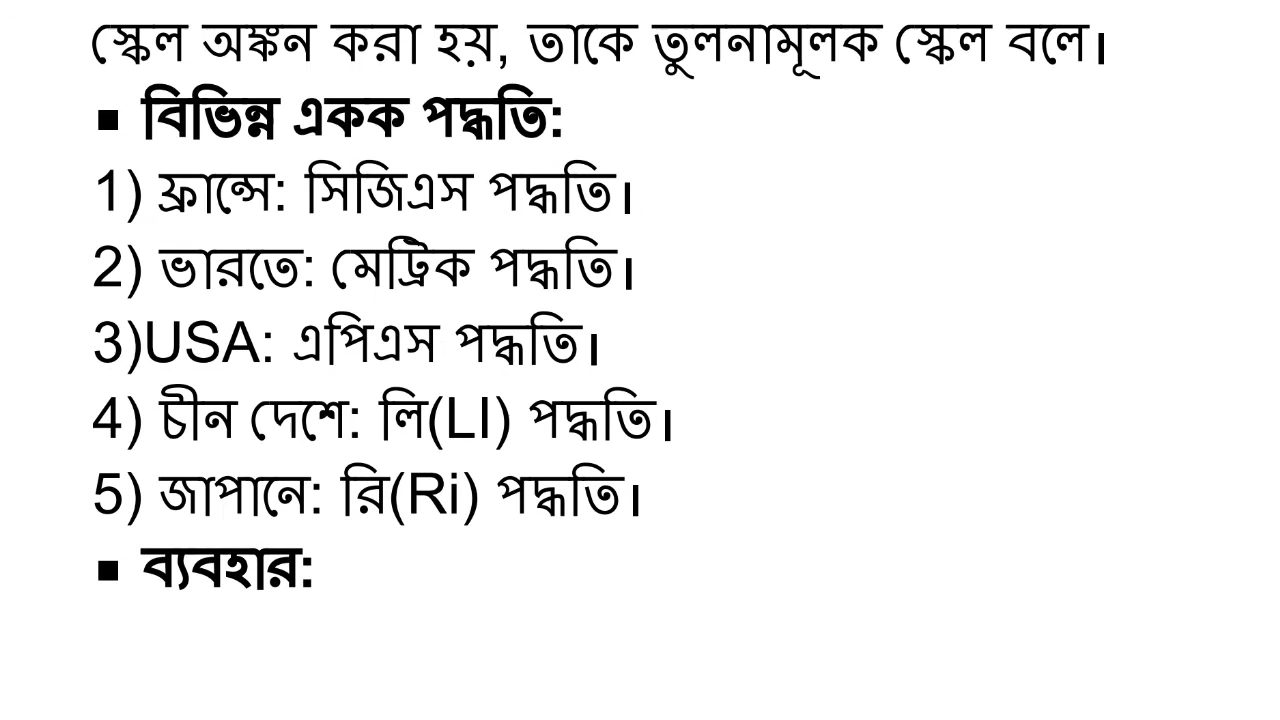 স্কেল অঙ্কন করা হয়, তাকে তুলনামূলক স্কেল বলে।
▪ বিভিন্ন একক পদ্ধতি:
1) ফ্রান্সে: সিজিএস পদ্ধতি।
2) ভারতে: মেট্রিক পদ্ধতি।
3)USA: এপিএস পদ্ধতি।
4) চীন দেশে: লি(LI) পদ্ধতি।
5) জাপানে: রি(Ri) পদ্ধতি।
▪ ব্যবহার: